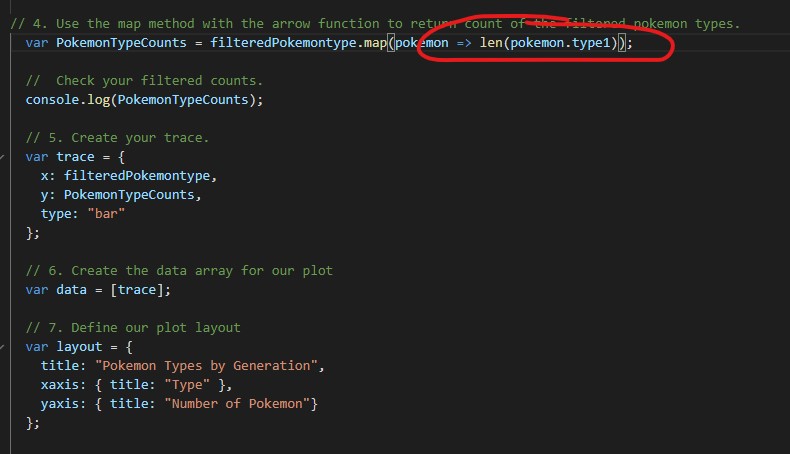 // 4. Use the map method with the arrow function to return count of the filtered pokemon types.
var PokemonTypeCounts = filteredPokemontype.map(pokemon => len(pokemon.type1));
//  Check your filtered counts.
console.log(PokemonTypeCounts);
// 5. Create your trace.
var trace = {
x: filteredPokemontype,
y: PokemonTypeCounts,
type: "bar"
};
// 6. Create the data array for our plot
var data = [trace];
// 7. Define our plot layout
var layout = {
title: "Pokemon Types by Generation",
xaxis: { title: "Type" },
yaxis: { title: "Number of Pokemon"}
};